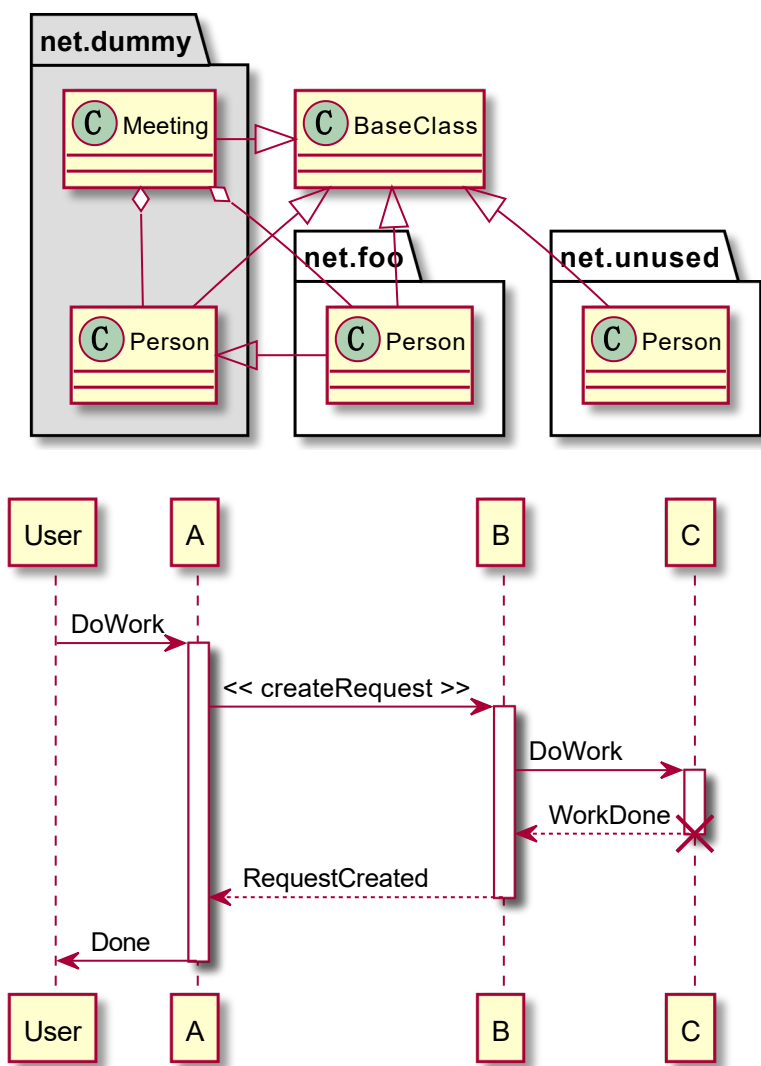 net.dummy
C Meeting
C BaseClass
net.foo
net.unused
C Person
C Person
C Person
User
A
B
C
DoWork
<< createRequest >>
DoWork
WorkDone
RequestCreated
Done
User
A
B
C